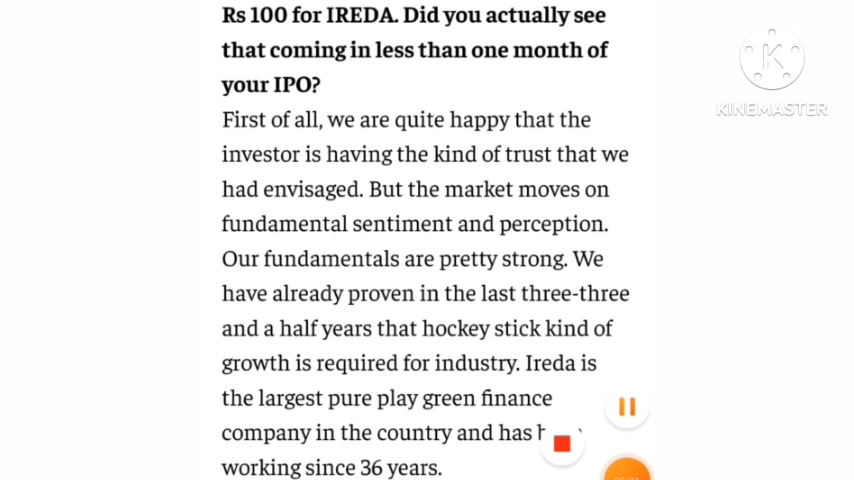 Rs 100 for IREDA. Did you actually see
that coming in less than one month of
your IPO?
First of all, we are quite happy that the
investor is having the kind of trust that we
had envisaged. But the market moves on
fundamental sentiment and perception.
Our fundamentals are pretty strong. We
have already proven in the last three-three
and a half years that hockey stick kind of
growth is required for industry. Ireda is
the largest pure play green finance
company in the country and has
working since 36 years.
KINEMASTER